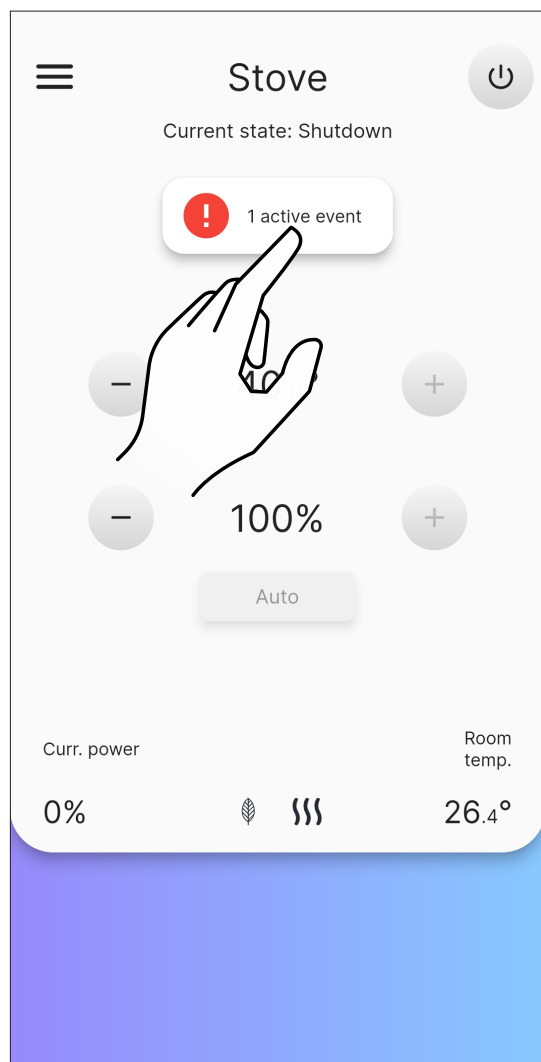 Stove
Current state: Shutdown
1 active event
100%
Auto
Curr. power
Room
temp.
0%
26.4°